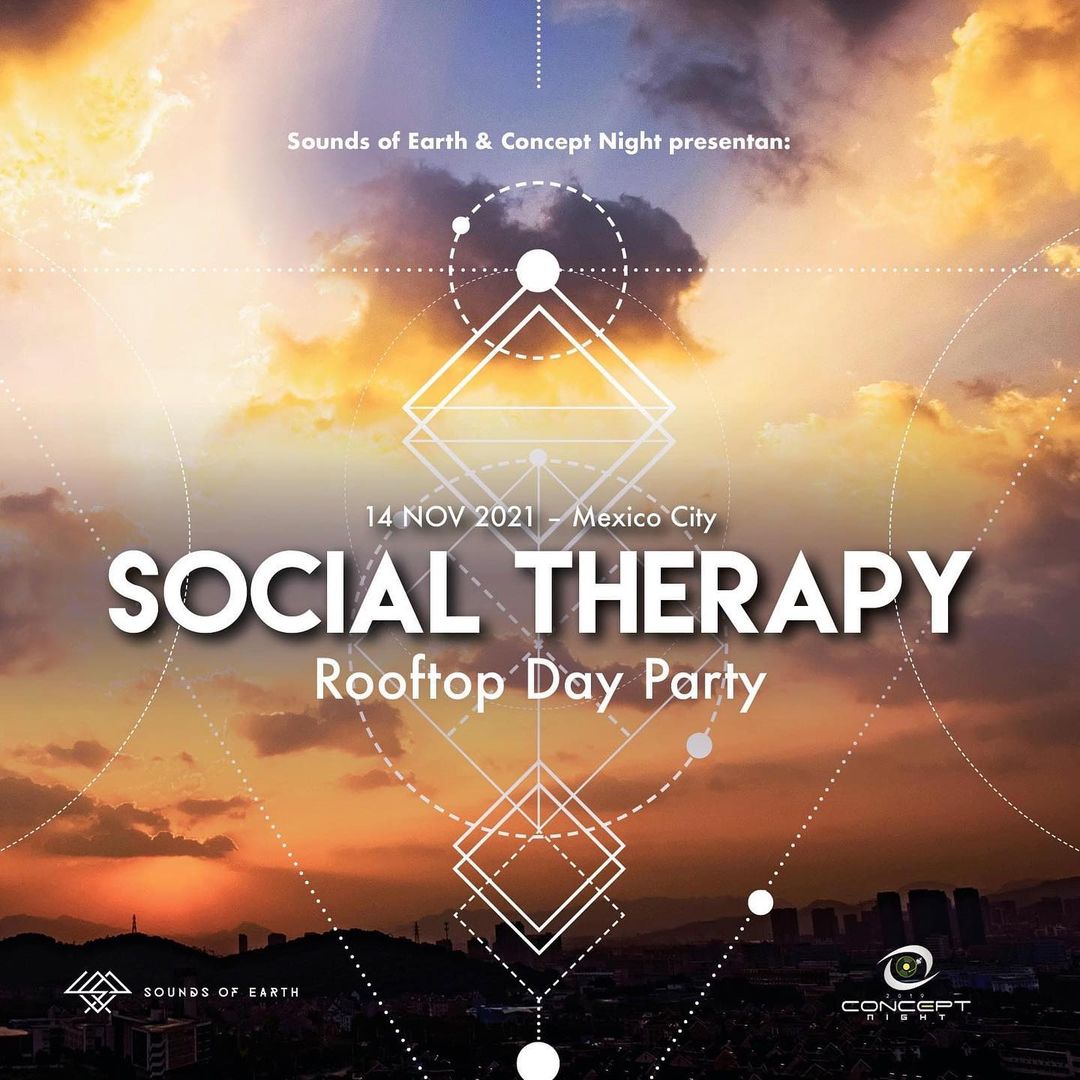 Sounds of Earth & Concept Night presentan:
14 NOV 2021 – Mexico City
SOCIAL THERAPY
Rooftop Day Party
SOUNDS OF EARTH
2019
CONCEPT
NIGHT